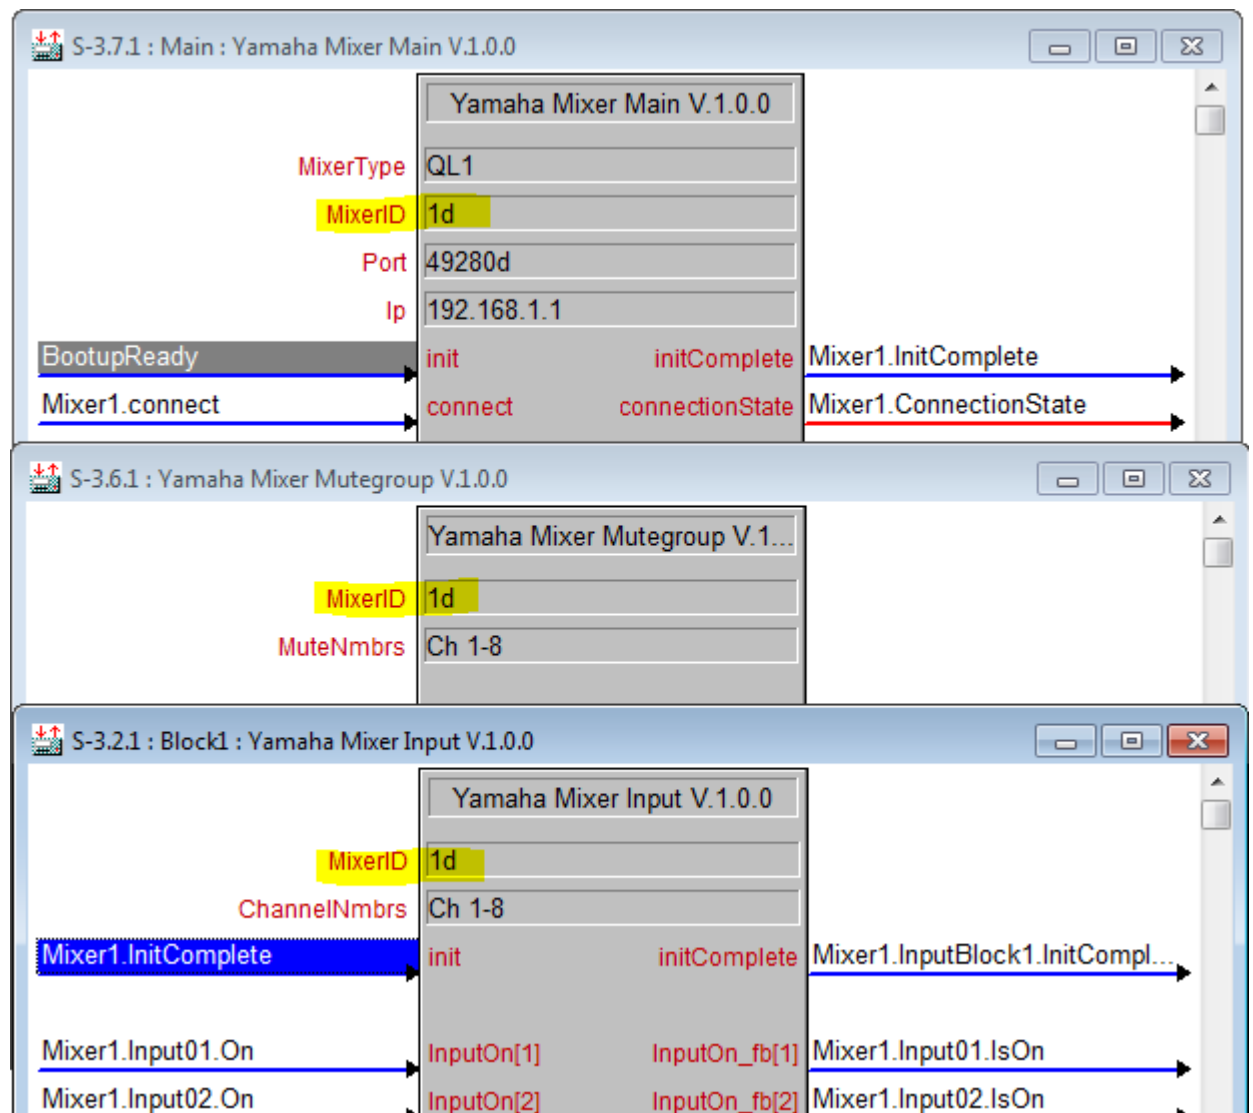 S-3.7.1 : Main : Yamaha Mixer Main V.1.0.0
Yamaha Mixer Main V.1.0.0
MixerType QL1
MixerID 1d
Port 49280d
Ip 192.168.1.1
BootupReady init initComplete Mixer1.InitComplete
Mixer1.connect connect connectionState Mixer1.ConnectionState
S-3.6.1 : Yamaha Mixer Mutegroup V.1.0.0
Yamaha Mixer Mutegroup V.1...
MixerID 1d
MuteNmbrs Ch 1-8
S-3.2.1 : Block1 : Yamaha Mixer Input V.1.0.0
Yamaha Mixer Input V.1.0.0
MixerID 1d
ChannelNmbrs Ch 1-8
Mixer1.InitComplete init initComplete Mixer1.InputBlock1.InitCompl...
Mixer1.Input01.On InputOn[1] InputOn_fb[1] Mixer1.Input01.IsOn
Mixer1.Input02.On InputOn[2] InputOn_fb[2] Mixer1.Input02.IsOn